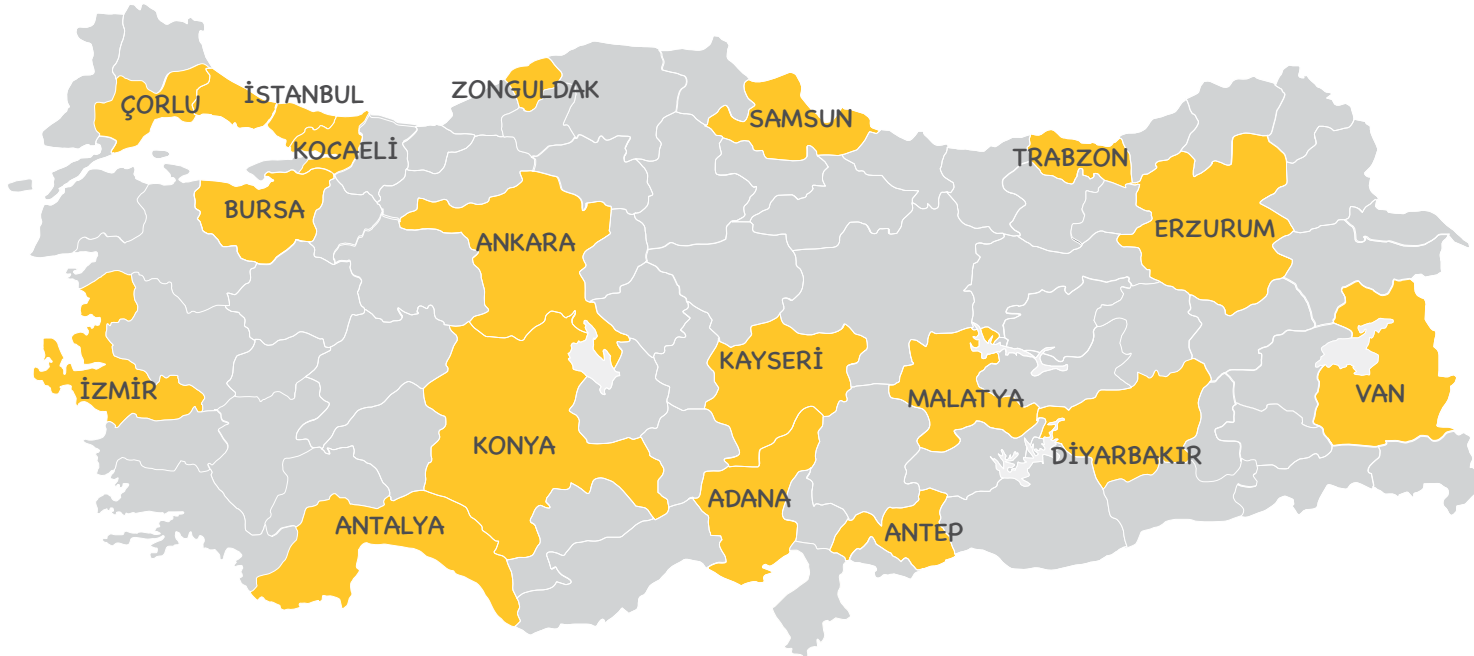 ZONGULDAK
İSTANBUL
ÇORLU
SAMSUN
KOCAELİ
TRABZON
BURSA
ERZURUM
ANKARA
KAYSERİ
İZMİR
VAN
MALATYA
KONYA
DİYARBAKIR
ADANA
ANTALYA
ANTEP